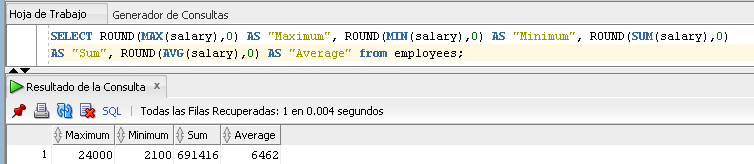 Hoja de Trabajo Generador de Consultas
SELECT ROUND(MAX(salary),0) AS "Maximum", ROUND(MIN(salary),0) AS "Minimum", ROUND(SUM(salary),0)
AS "Sum", ROUND(AVG(salary),0) AS "Average" from employees;
Resultado de la Consulta x
SQL | Todas las Filas Recuperadas: 1 en 0.004 segundos
Maximum Minimum Sum Average
1 24000 2100 691416 6462